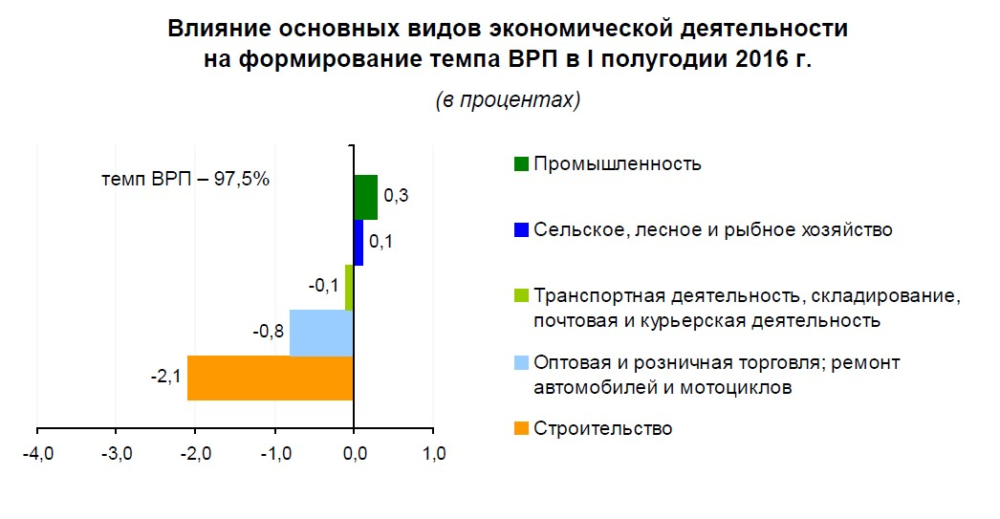 Влияние основных видов экономической деятельности
на формирование темпа ВРП в I полугодии 2016 г.
(в процентах)
темп ВРП – 97,5%
0,3
0,1
-0,1
-0,8
-2,1
-4,0 -3,0 -2,0 -1,0 0,0 1,0
Промышленность
Сельское, лесное и рыбное хозяйство
Транспортная деятельность, складирование,
почтовая и курьерская деятельность
Оптовая и розничная торговля; ремонт
автомобилей и мотоциклов
Строительство